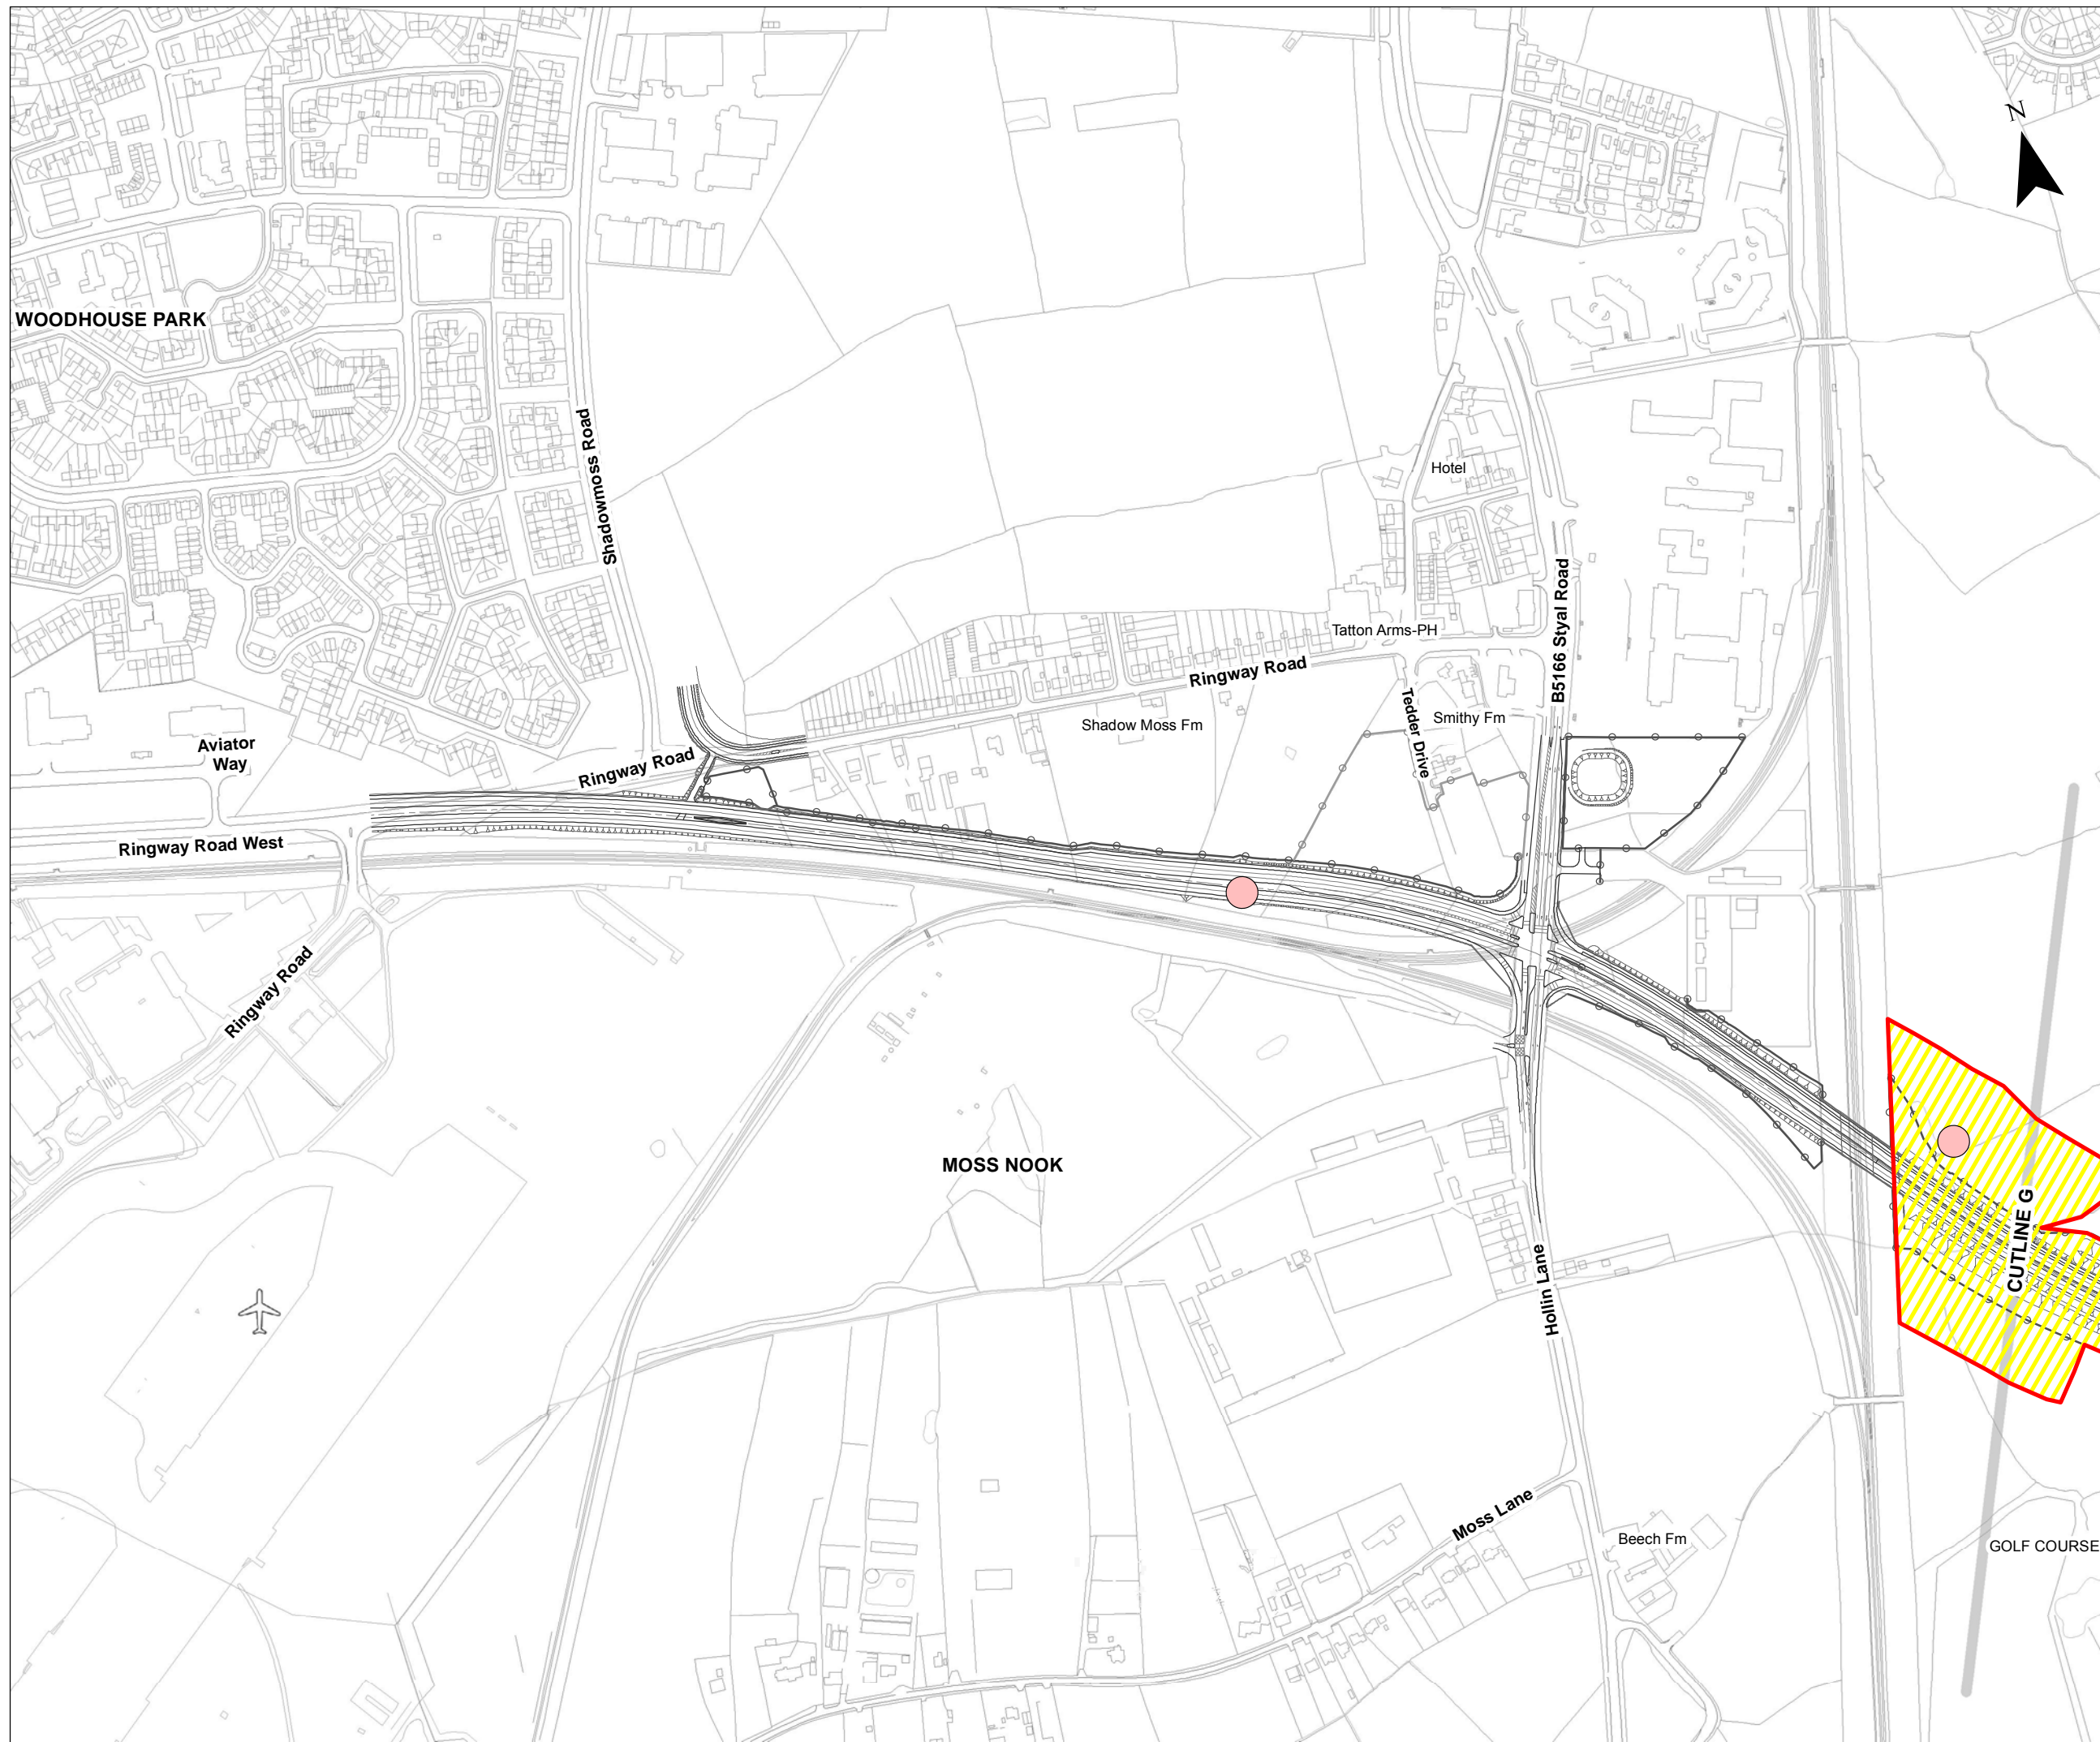 N
WOODHOUSE PARK
Shadowmoss Road
Hotel
B5166 Styal Road
Tatton Arms-PH
Ringway Road
Tedder Drive
Smithy Fm
Shadow Moss Fm
Aviator
Way
Ringway Road
Ringway Road West
Ringway Road
MOSS NOOK
CUTLINE G
Hollin Lane
Moss Lane
Beech Fm
GOLF COURSE